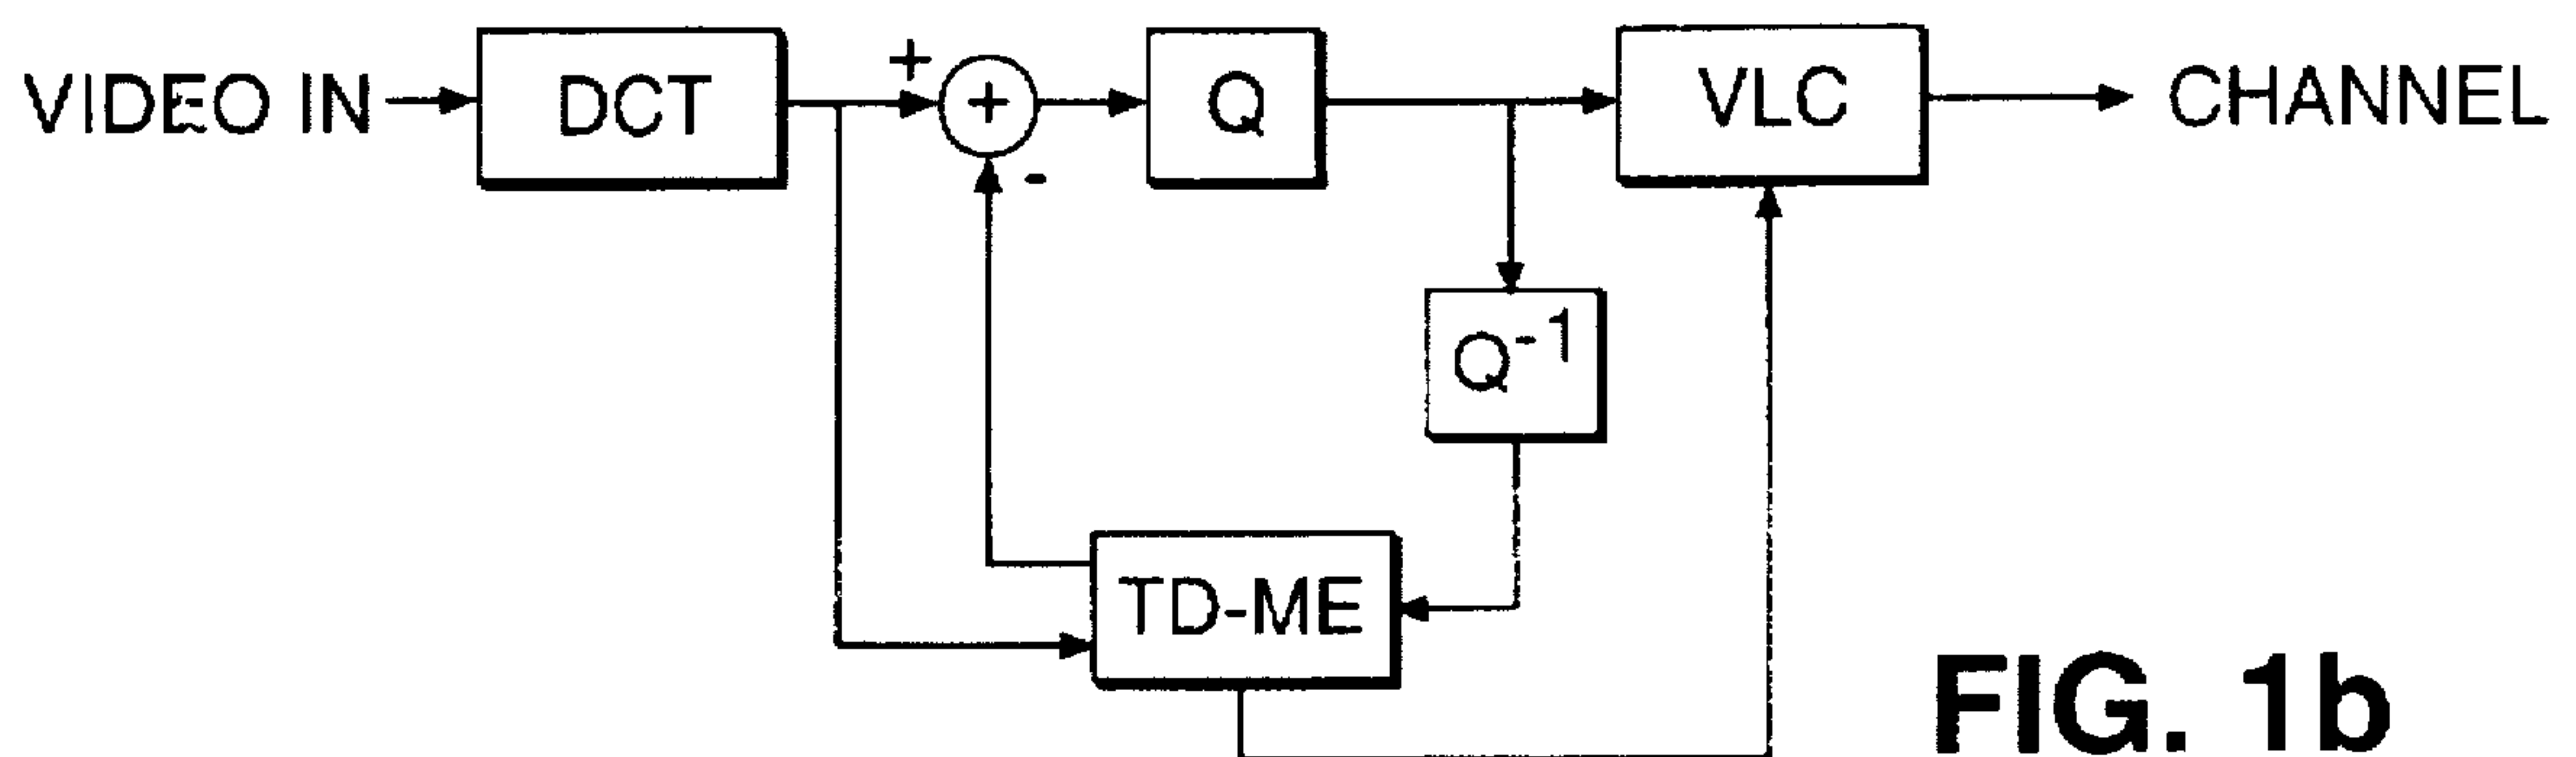 VIDEO IN
DCT
+
+
-
Q
VLC
CHANNEL
Q-1
TD-ME
FIG. 1b